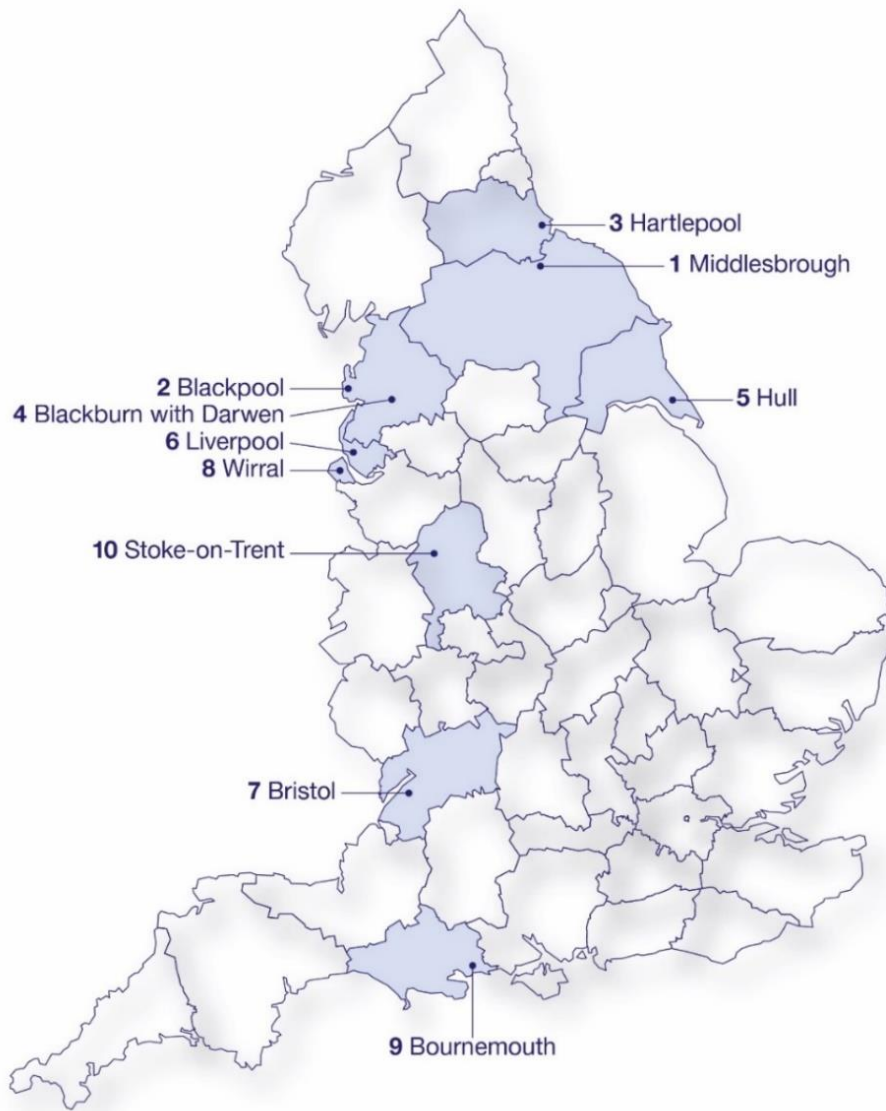 3 Hartlepool
1 Middlesbrough
2 Blackpool
4 Blackburn with Darwen
5 Hull
6 Liverpool
8 Wirral
10 Stoke-on-Trent
7 Bristol
9 Bournemouth